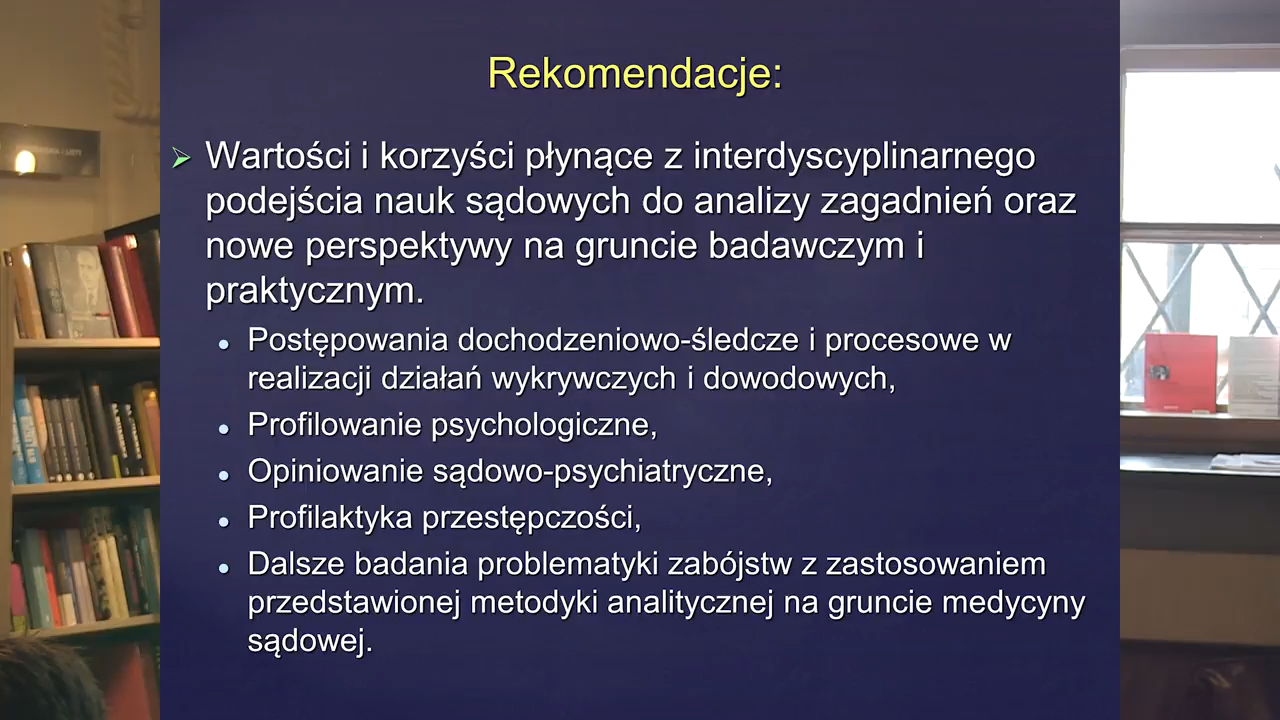 Rekomendacje:
Wartości i korzyści płynące z interdyscyplinarnego
podejścia nauk sądowych do analizy zagadnień oraz
nowe perspektywy na gruncie badawczym i
praktycznym.
Postępowania dochodzeniowo-śledcze i procesowe w
realizacji działań wykrywczych i dowodowych,
Profilowanie psychologiczne,
Opiniowanie sądowo-psychiatryczne,
Profilaktyka przestępczości,
Dalsze badania problematyki zabójstw z zastosowaniem
przedstawionej metodyki analitycznej na gruncie medycyny
sądowej.